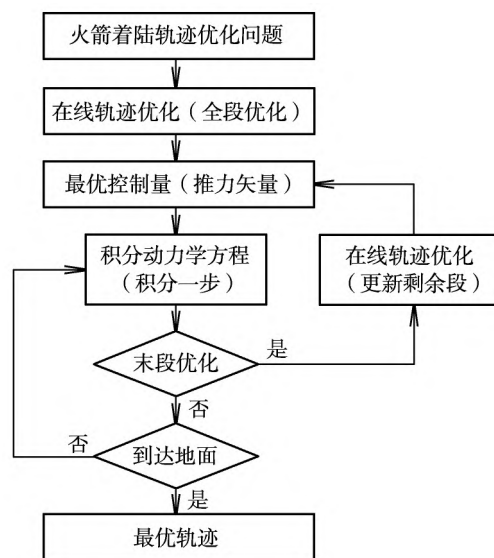 火箭着陆轨迹优化问题
在线轨迹优化（全段优化）
最优控制量（推力矢量）
积分动力学方程
（积分一步）
在线轨迹优化
（更新剩余段）
末段优化
是
否
到达地面
否
是
最优轨迹